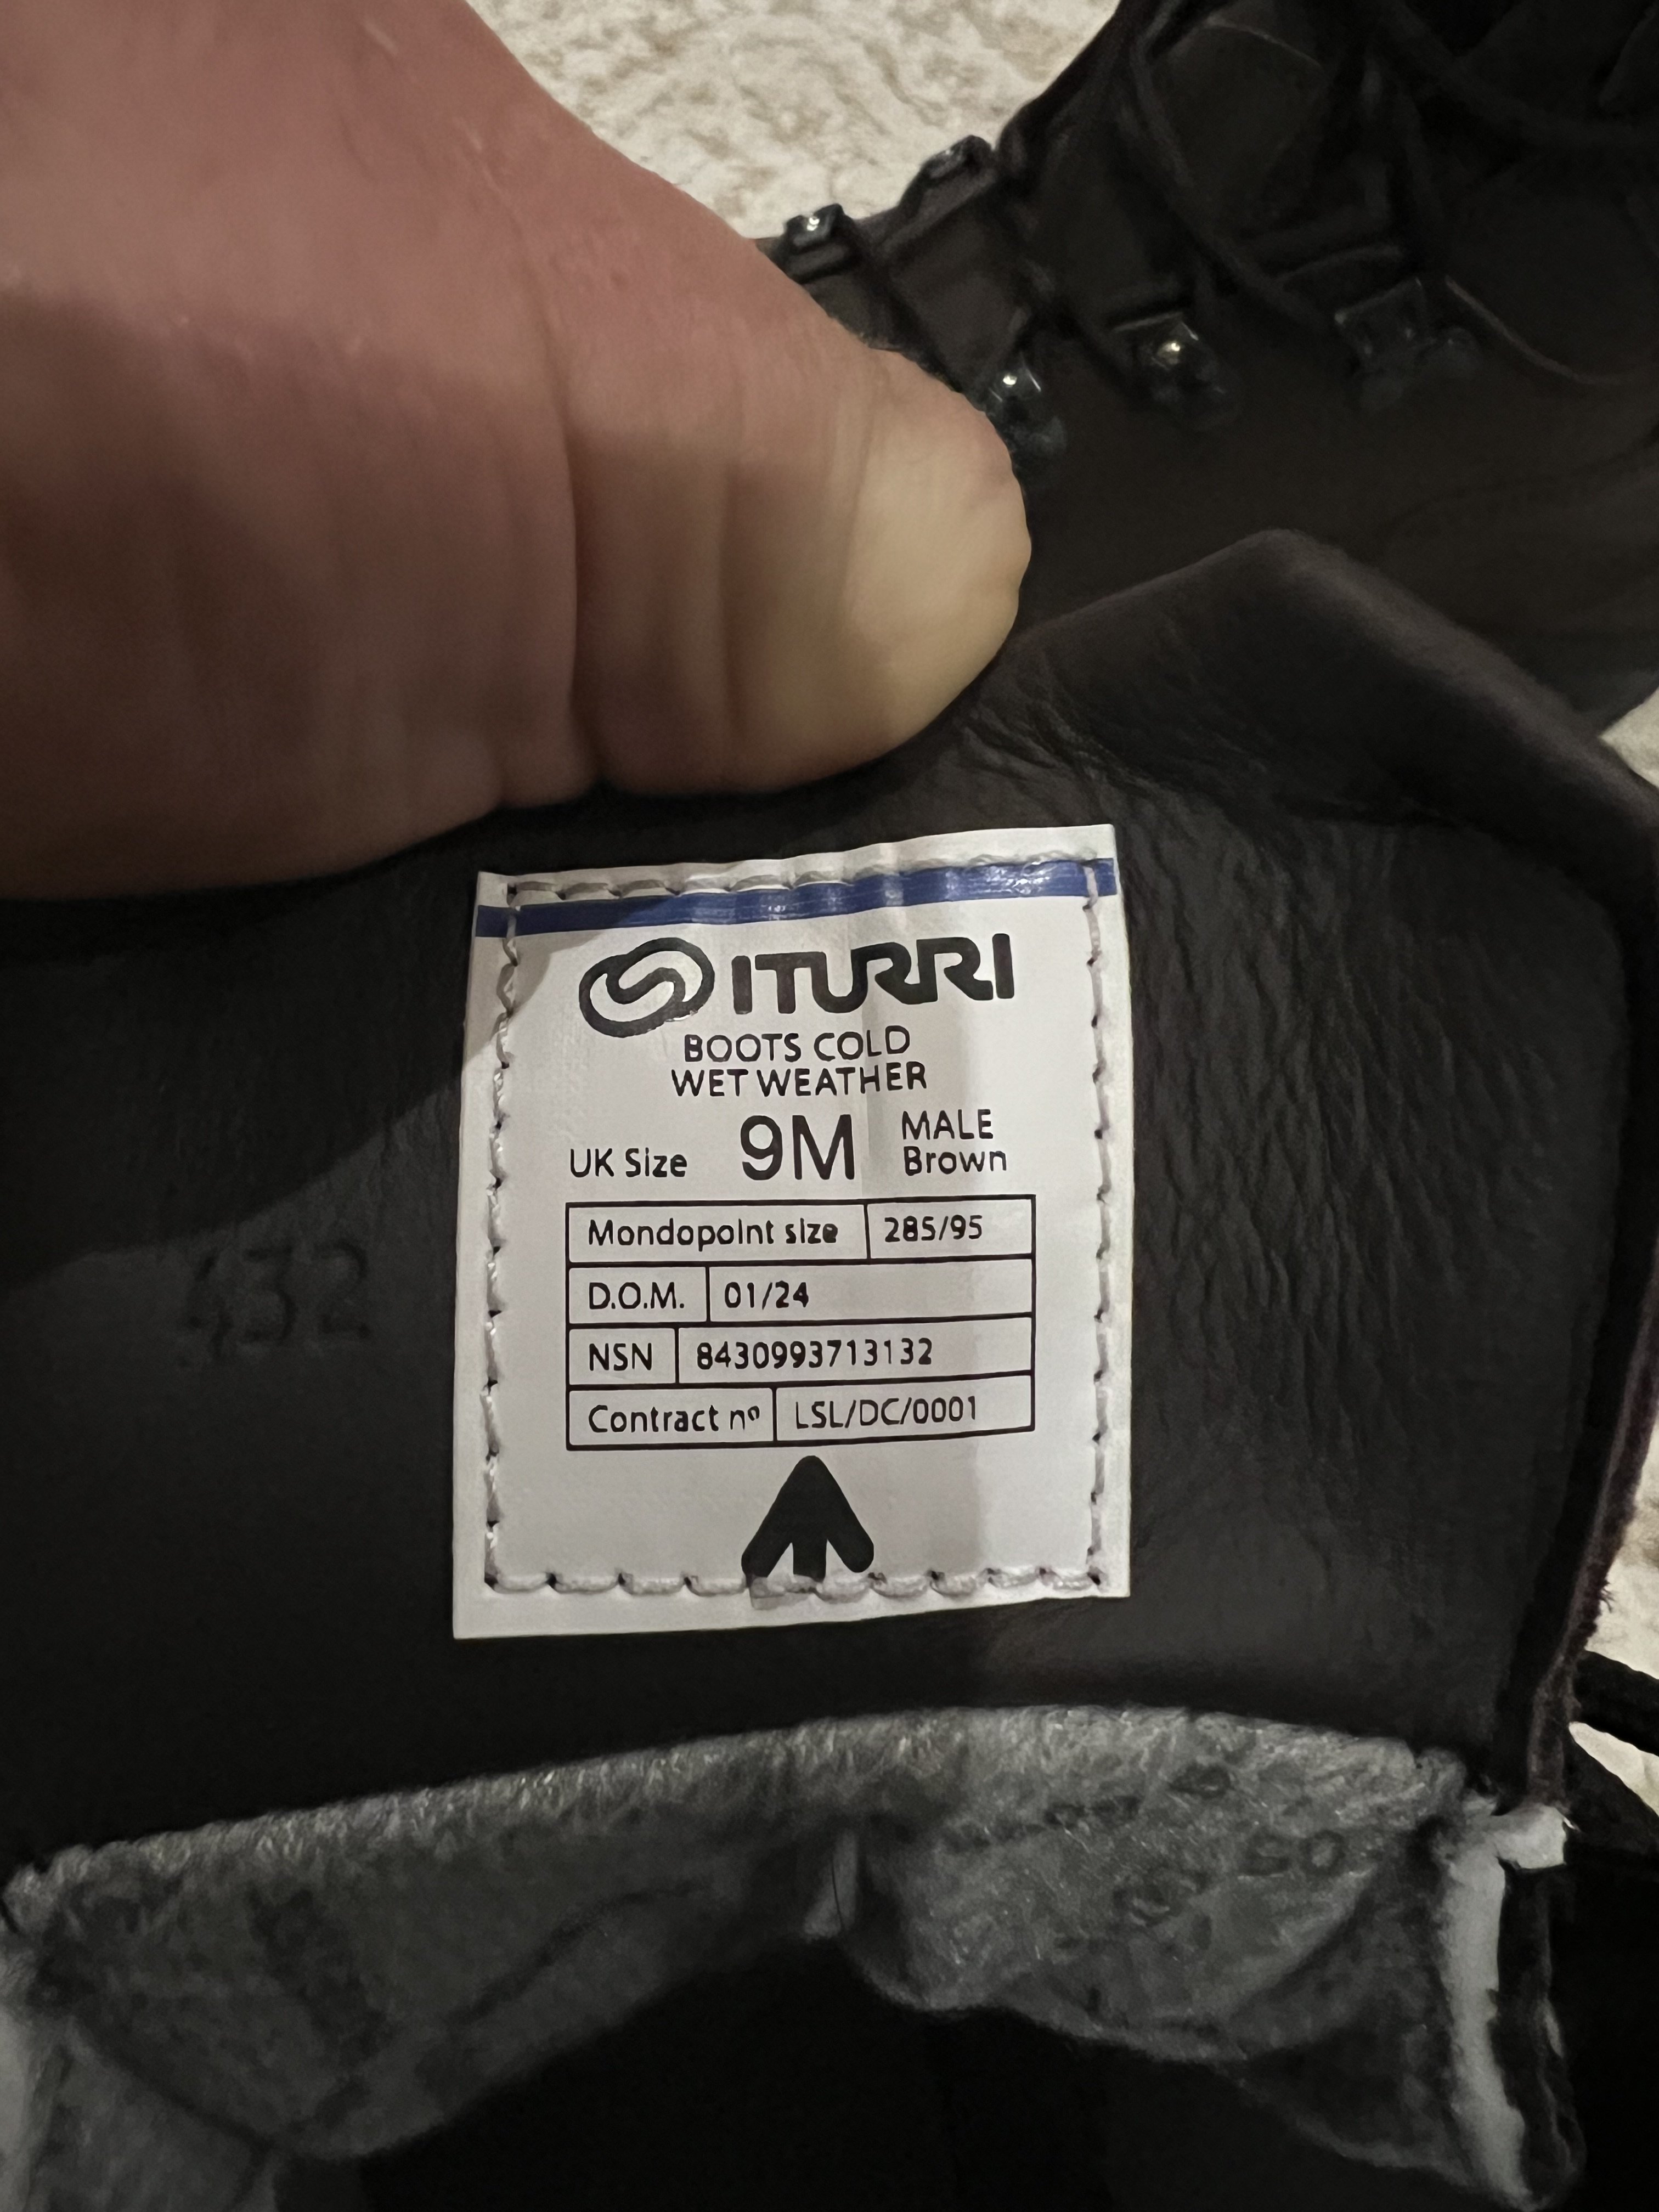 ITURRI
BOOTS COLD
WET WEATHER
UK Size 9M MALE
Brown
Mondopoint size 285/95
D.O.M. 01/24
NSN 8430993713132
Contract nº LSL/DC/0001
432